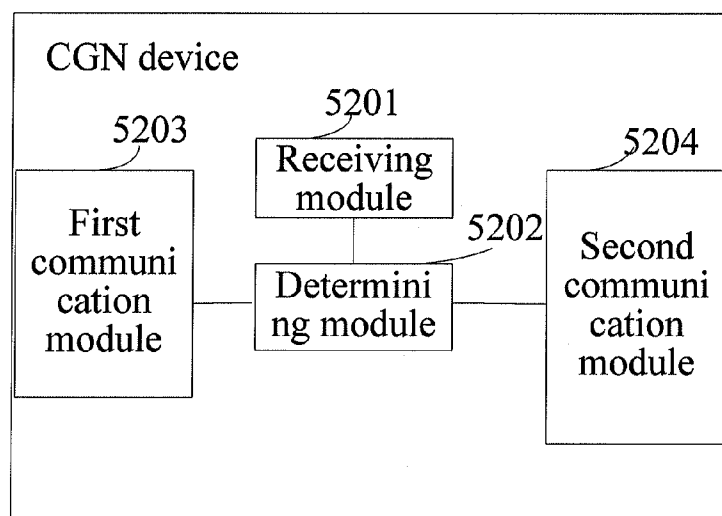 CGN device
5201
5203
5204
Receiving
module
First
communi
cation
module
5202
Determini
ng module
Second
communi
cation
module